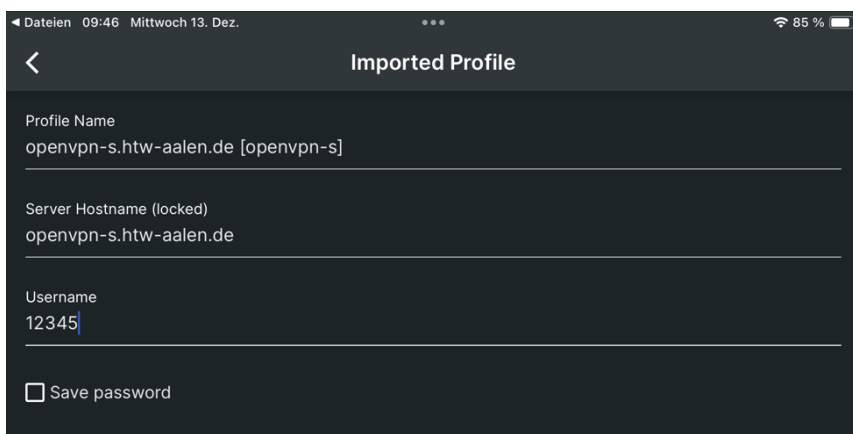 ◀ Dateien 09:46 Mittwoch 13. Dez. 85 %
Imported Profile
Profile Name
openvpn-s.htw-aalen.de [openvpn-s]
Server Hostname (locked)
openvpn-s.htw-aalen.de
Username
12345
Save password